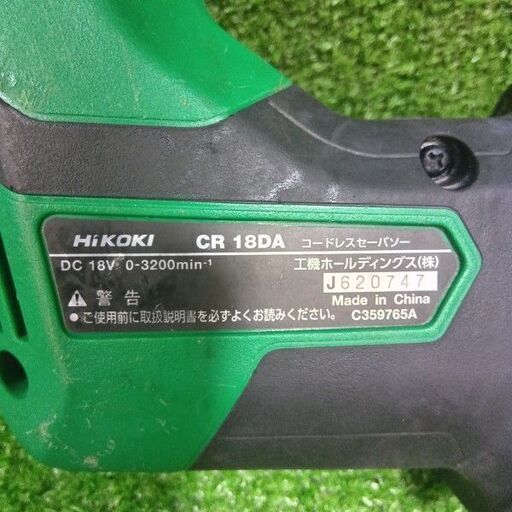 HiKOKI CR 18DA コードレスセーバソー
DC 18V 0-3200min-1 工機ホールディングス(株)
J620747
⚠ 警告 Made in China
●ご使用前に取扱説明書を必ずよくお読みください。 C359765A